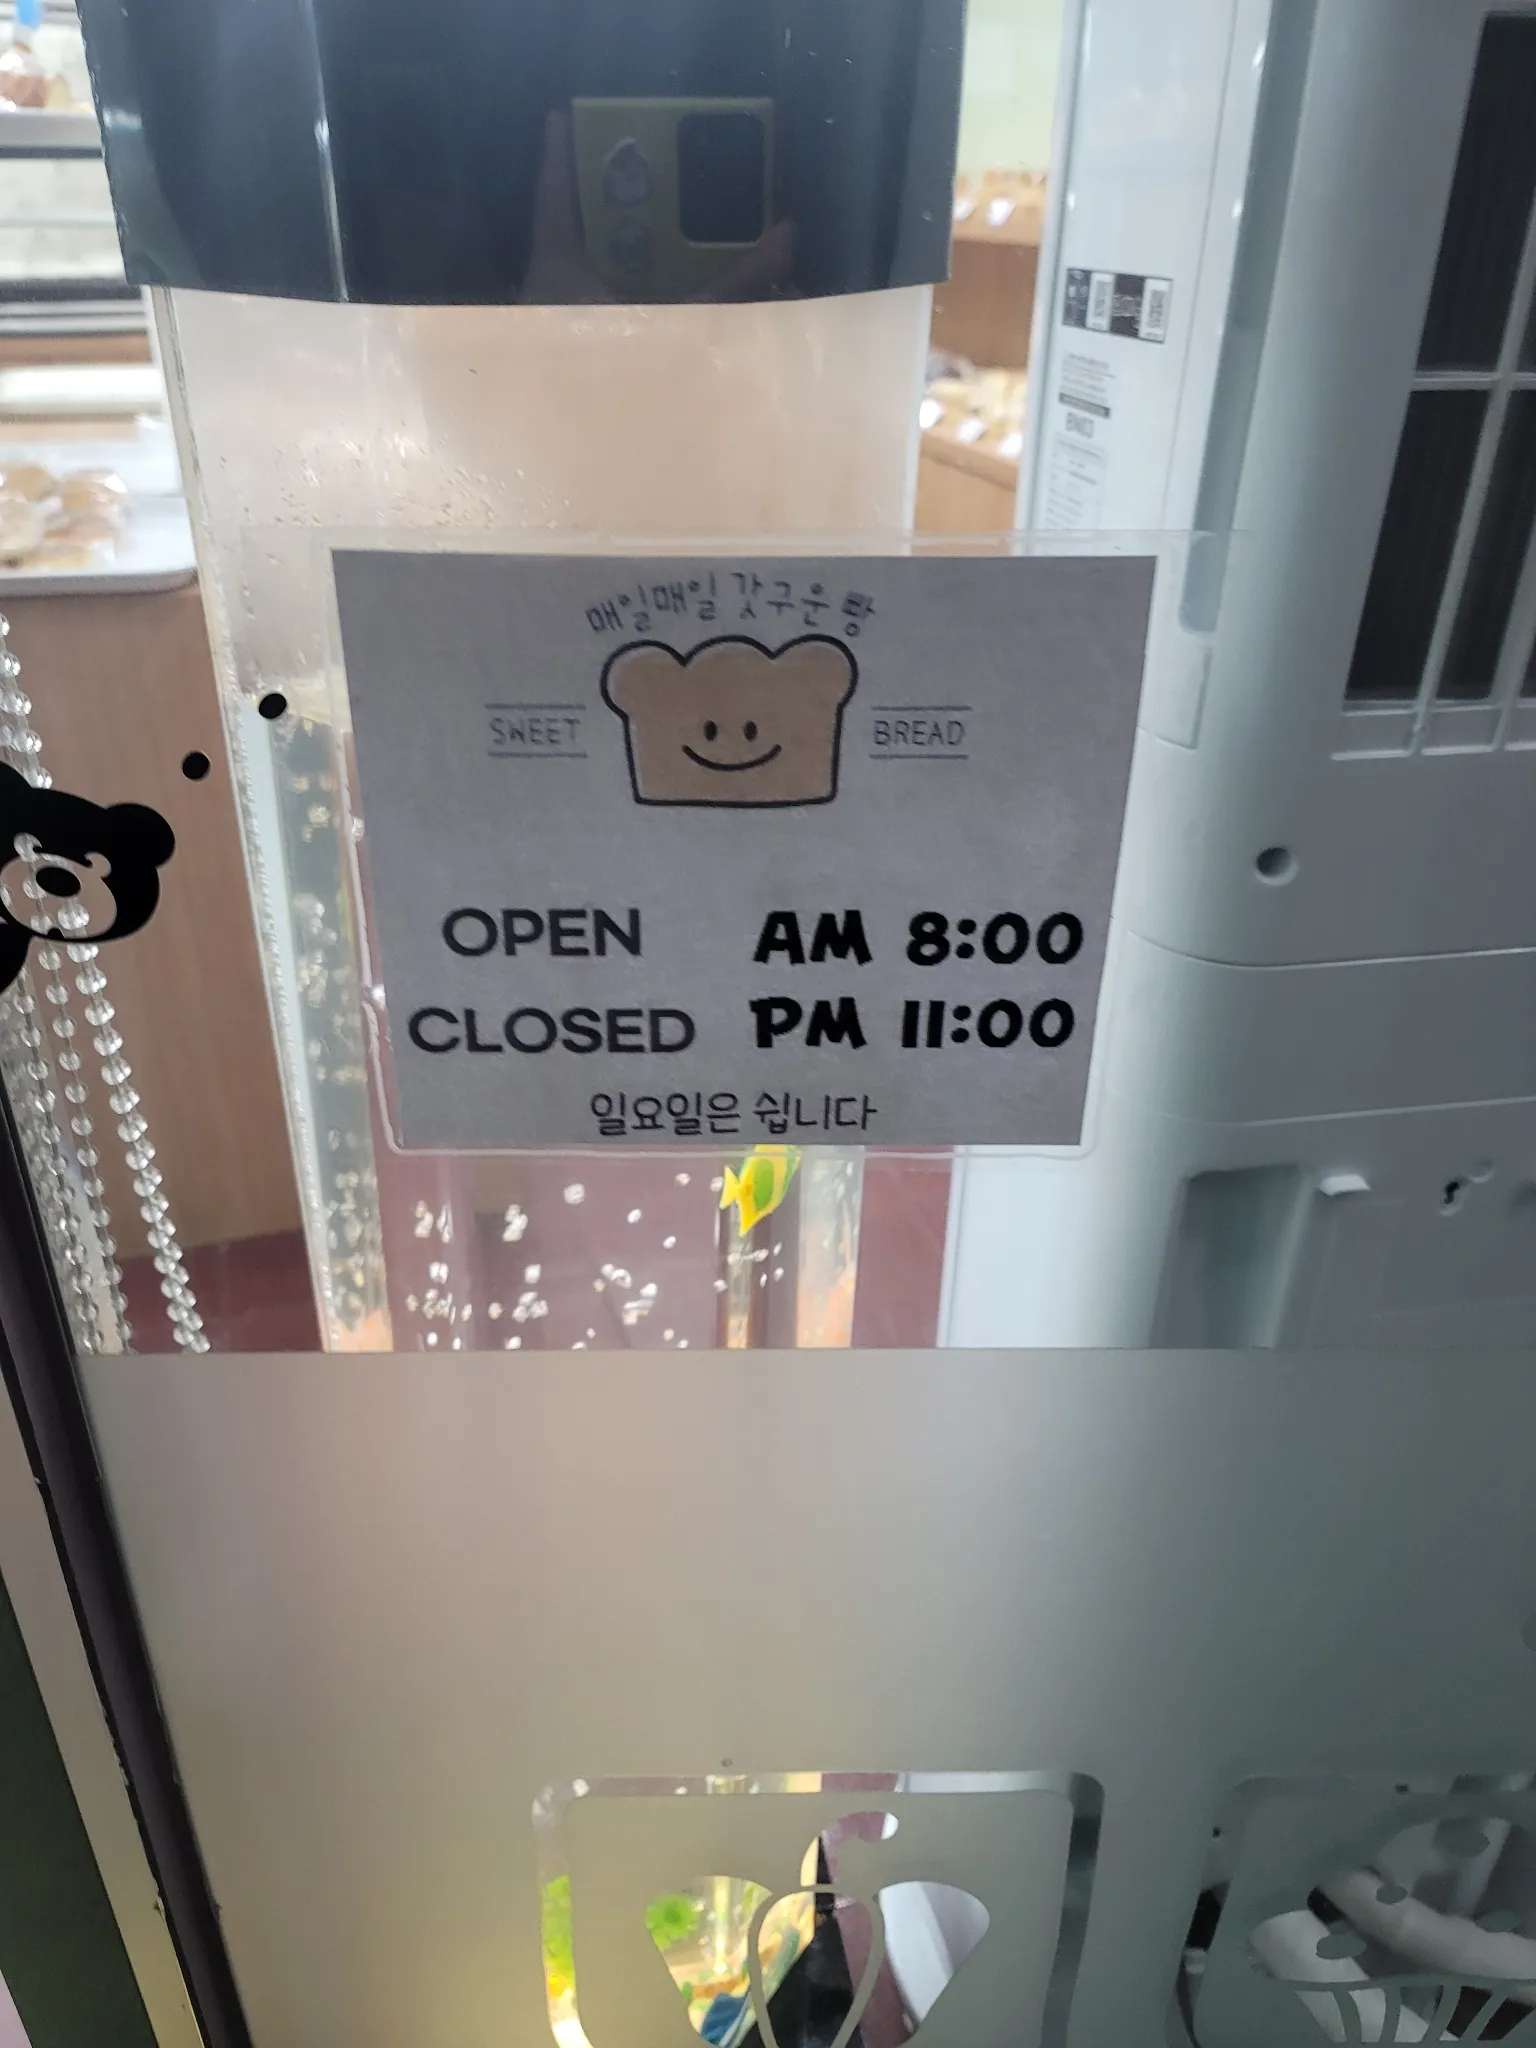 매일매일 갓구운 빵
SWEET BREAD
OPEN AM 8:00
CLOSED PM 11:00
일요일은 쉽니다